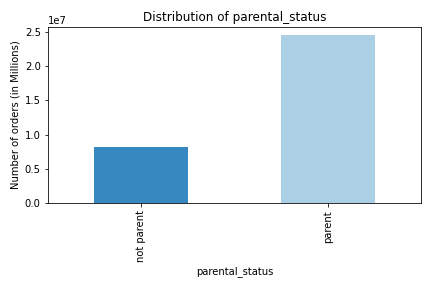 Distribution of parental_status
1e7
2.5
2.0
1.5
1.0
0.5
0.0
Number of orders (in Millions)
not parent
parent
parental_status